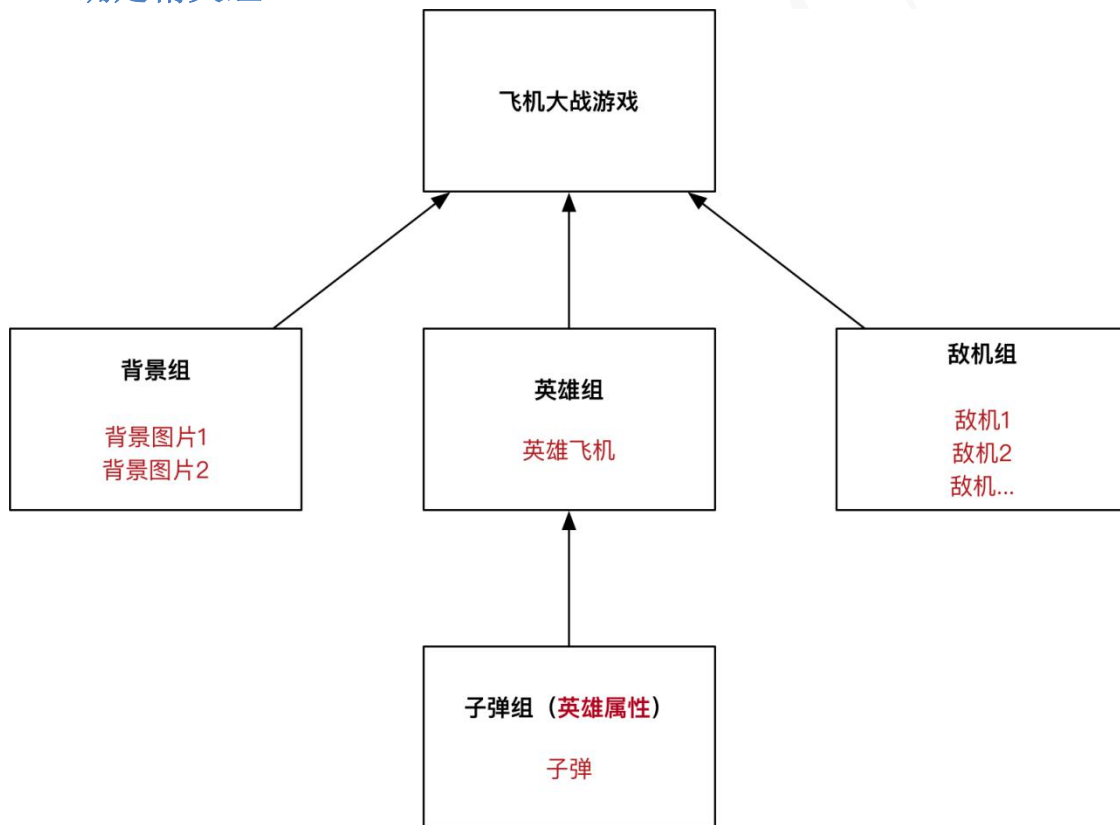 飞机大战游戏
背景组
背景图片1
背景图片2
英雄组
英雄飞机
敌机组
敌机1
敌机2
敌机...
子弹组（英雄属性）
子弹